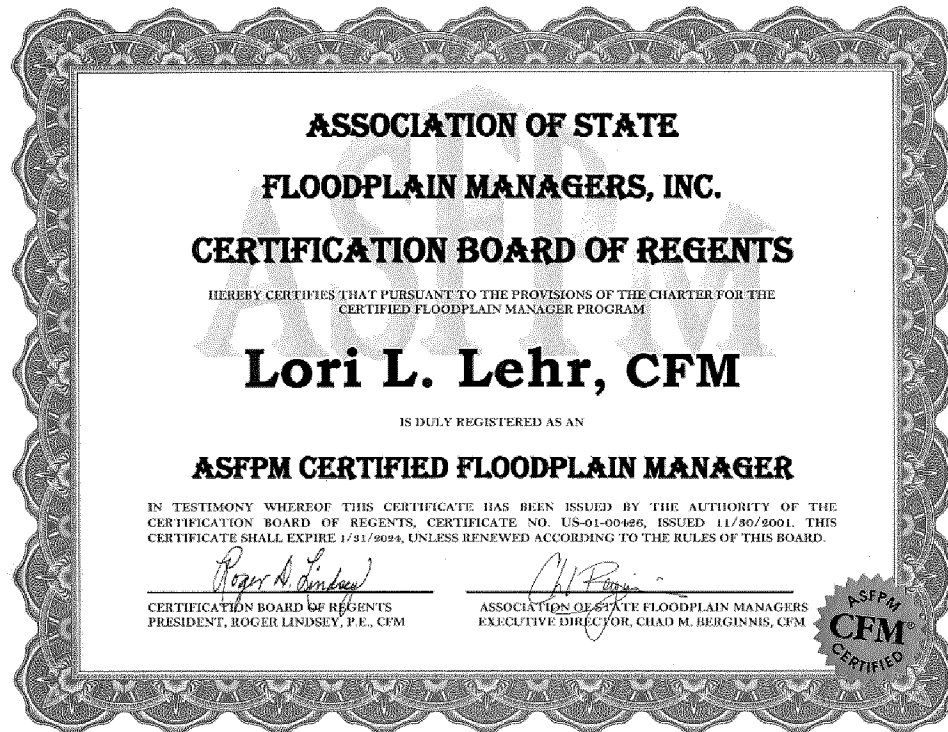 ASSOCIATION OF STATE
FLOODPLAIN MANAGERS, INC.
CERTIFICATION BOARD OF REGENTS
HEREBY CERTIFIES THAT PURSUANT TO THE PROVISIONS OF THE CHARTER FOR THE
CERTIFIED FLOODPLAIN MANAGER PROGRAM
ASFPM
Lori L. Lehr, CFM
IS DULY REGISTERED AS AN
ASFPM CERTIFIED FLOODPLAIN MANAGER
IN TESTIMONY WHEREOF THIS CERTIFICATE HAS BEEN ISSUED BY THE AUTHORITY OF THE
CERTIFICATION BOARD OF REGENTS, CERTIFICATE NO. US-01-00426, ISSUED 11/30/2001. THIS
CERTIFICATE SHALL EXPIRE 1/31/2024, UNLESS RENEWED ACCORDING TO THE RULES OF THIS BOARD.
Roger D. Lindsey
CERTIFICATION BOARD OF REGENTS
PRESIDENT, ROGER LINDSEY, P.E., CFM
ASSOCIATION OF STATE FLOODPLAIN MANAGERS
EXECUTIVE DIRECTOR, CHAD M. BERGINNIS, CFM
ASFPM
CFM®
CERTIFIED